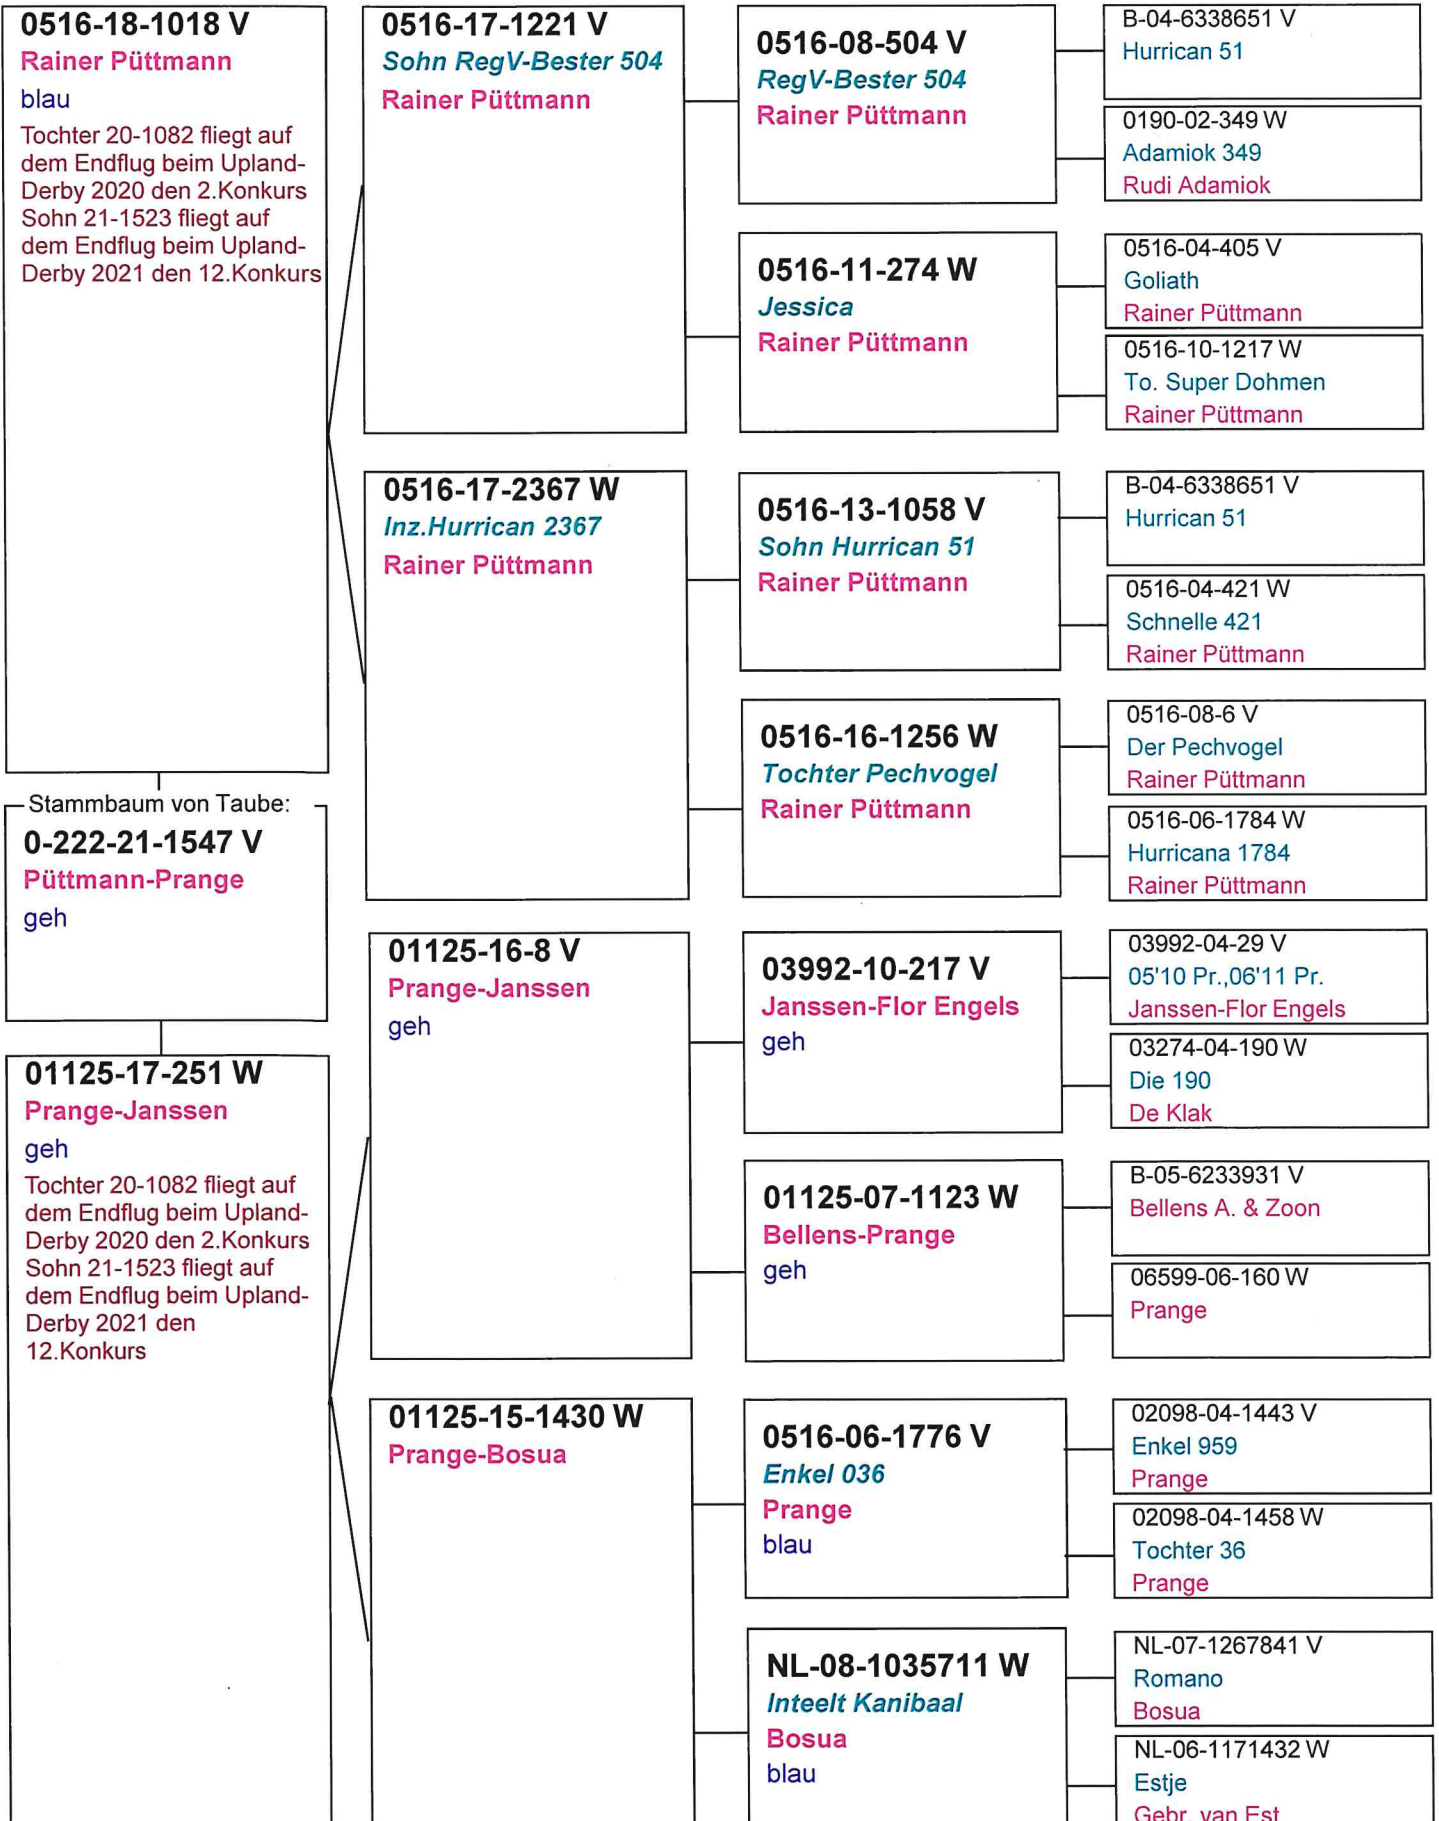 0516-18-1018 V
Rainer Püttmann
blau
Tochter 20-1082 fliegt auf
dem Endflug beim Upland-
Derby 2020 den 2.Konkurs
Sohn 21-1523 fliegt auf
dem Endflug beim Upland-
Derby 2021 den 12.Konkurs
Stammbaum von Taube:
0-222-21-1547 V
Püttmann-Prange
geh
01125-17-251 W
Prange-Janssen
geh
Tochter 20-1082 fliegt auf
dem Endflug beim Upland-
Derby 2020 den 2.Konkurs
Sohn 21-1523 fliegt auf
dem Endflug beim Upland-
Derby 2021 den
12.Konkurs
0516-17-1221 V
Sohn RegV-Bester 504
Rainer Püttmann
0516-17-2367 W
Inz.Hurrican 2367
Rainer Püttmann
01125-16-8 V
Prange-Janssen
geh
01125-15-1430 W
Prange-Bosua
0516-08-504 V
RegV-Bester 504
Rainer Püttmann
0516-11-274 W
Jessica
Rainer Püttmann
0516-13-1058 V
Sohn Hurrican 51
Rainer Püttmann
0516-16-1256 W
Tochter Pechvogel
Rainer Püttmann
03992-10-217 V
Janssen-Flor Engels
geh
01125-07-1123 W
Bellens-Prange
geh
0516-06-1776 V
Enkel 036
Prange
blau
NL-08-1035711 W
Inteelt Kanibaal
Bosua
blau
B-04-6338651 V
Hurrican 51
0190-02-349 W
Adamiok 349
Rudi Adamiok
0516-04-405 V
Goliath
Rainer Püttmann
0516-10-1217 W
To. Super Dohmen
Rainer Püttmann
B-04-6338651 V
Hurrican 51
0516-04-421 W
Schnelle 421
Rainer Püttmann
0516-08-6 V
Der Pechvogel
Rainer Püttmann
0516-06-1784 W
Hurricana 1784
Rainer Püttmann
03992-04-29 V
05'10 Pr.,06'11 Pr.
Janssen-Flor Engels
03274-04-190 W
Die 190
De Klak
B-05-6233931 V
Bellens A. & Zoon
06599-06-160 W
Prange
02098-04-1443 V
Enkel 959
Prange
02098-04-1458 W
Tochter 36
Prange
NL-07-1267841 V
Romano
Bosua
NL-06-1171432 W
Estje
Gebr. van Est